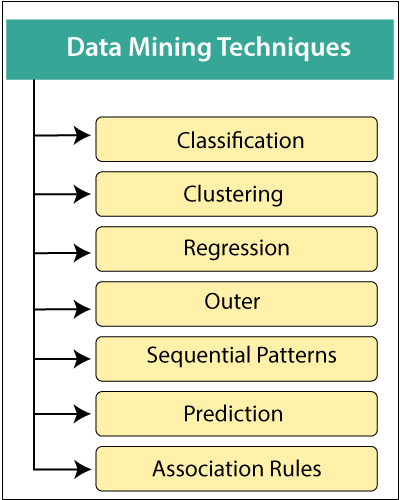 Data Mining Techniques
Classification
Clustering
Regression
Outer
Sequential Patterns
Prediction
Association Rules